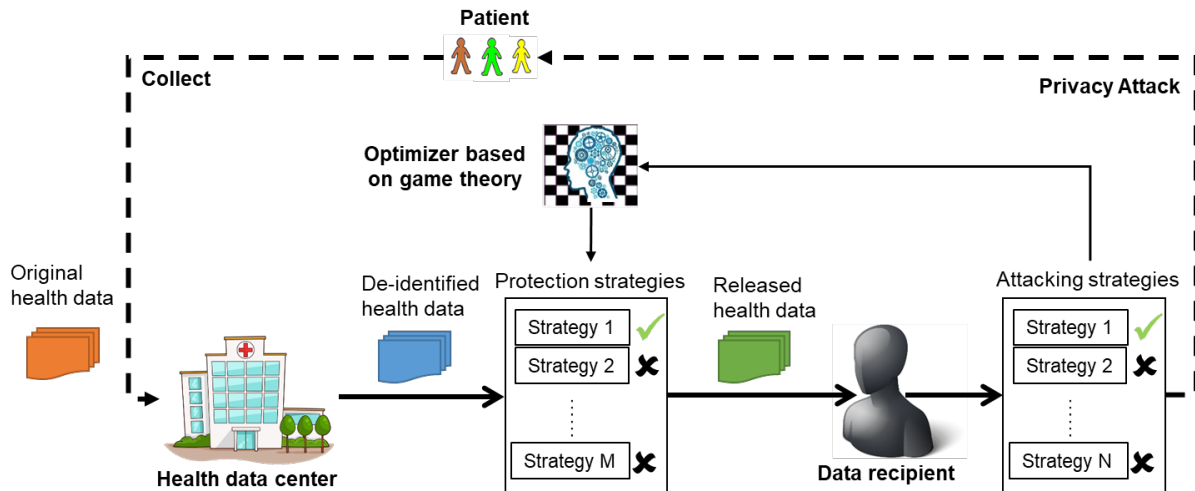 Patient
Collect
Privacy Attack
Optimizer based
on game theory
Original
health data
De-identified
health data
Protection strategies
Released
health data
Attacking strategies
Strategy 1
Strategy 2
Strategy M
Strategy 1
Strategy 2
Strategy N
Health data center
Data recipient